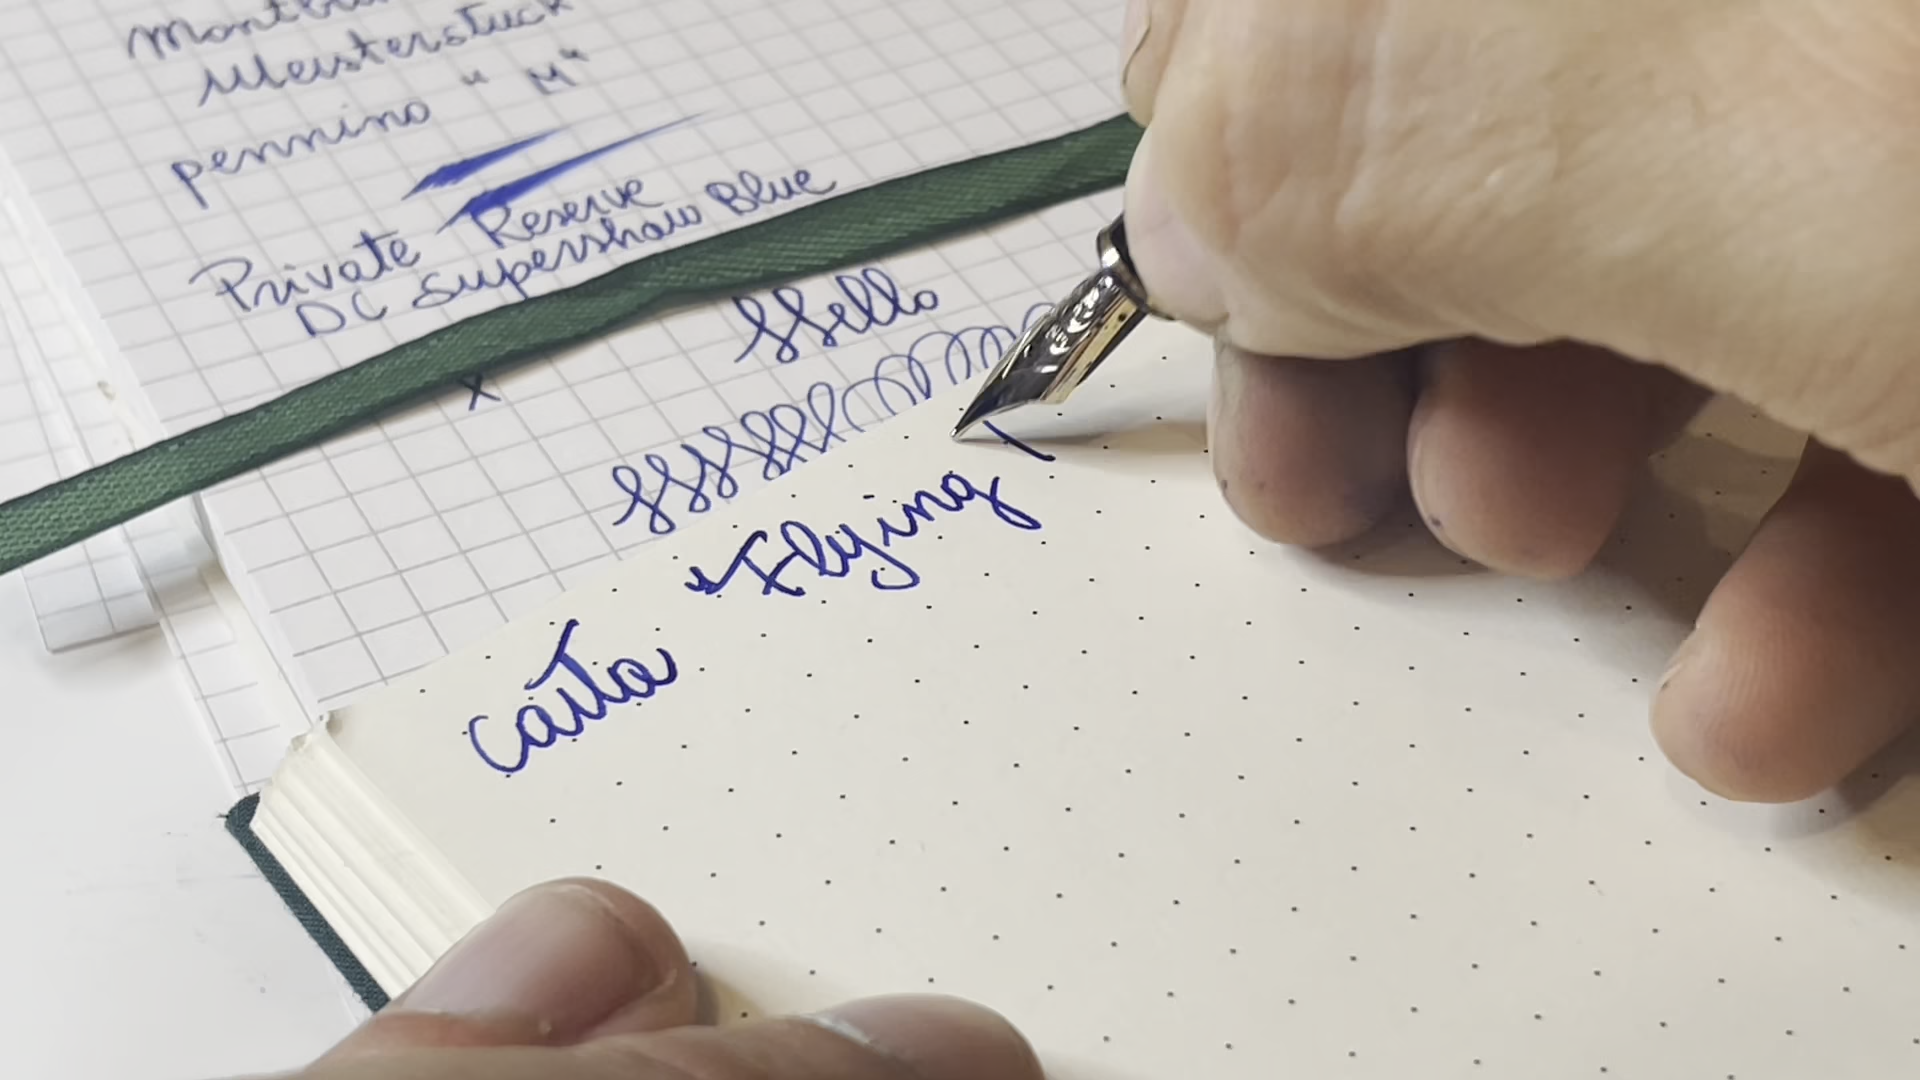 Meisterstuck
pennino "M"
Private Reserve
DC Supershow Blue
Hello
x
carta "Flying